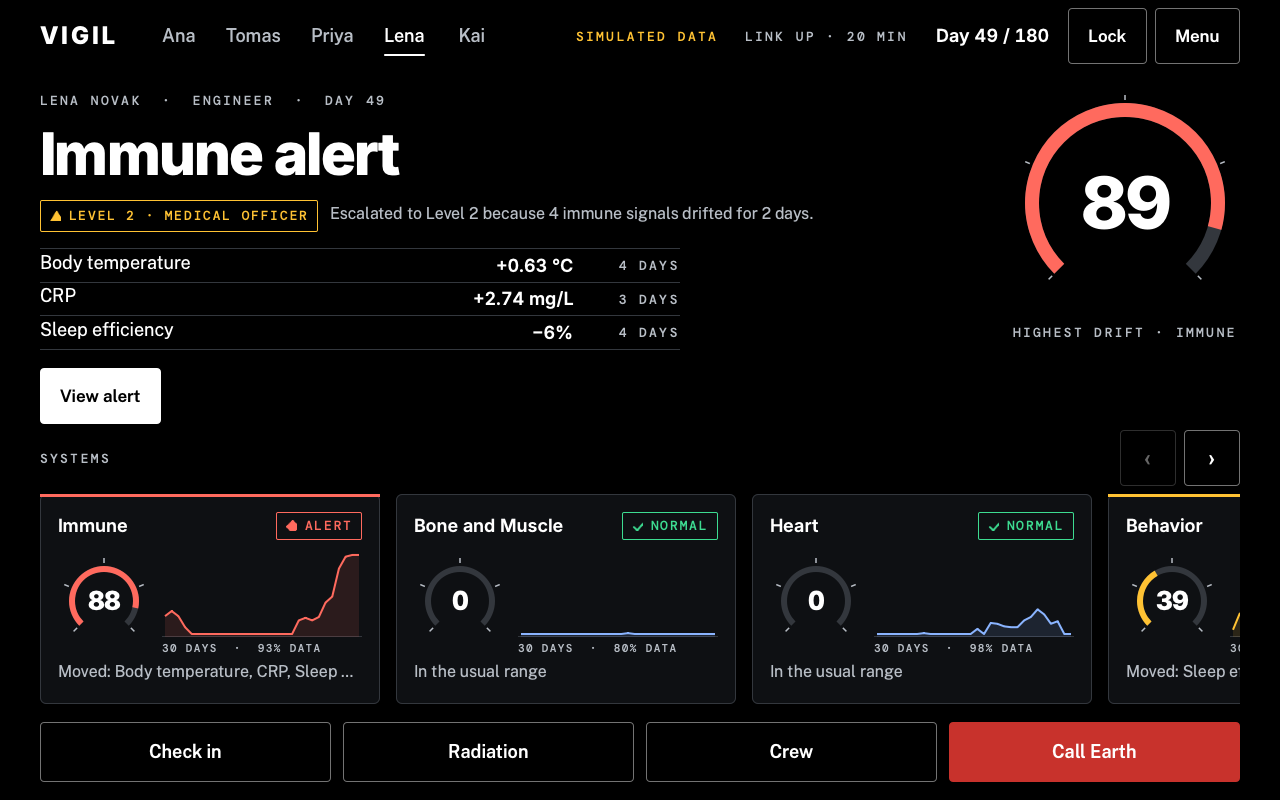 VIGIL Ana Tomas Priya Lena Kai SIMULATED DATA LINK UP · 20 MIN Day 49 / 180 Lock Menu
LENA NOVAK · ENGINEER · DAY 49
Immune alert
LEVEL 2 · MEDICAL OFFICER Escalated to Level 2 because 4 immune signals drifted for 2 days.
89
Body temperature +0.63 °C 4 DAYS
CRP +2.74 mg/L 3 DAYS
Sleep efficiency −6% 4 DAYS
HIGHEST DRIFT · IMMUNE
View alert
SYSTEMS ‹ ›
Immune ALERT
88
30 DAYS · 93% DATA
Moved: Body temperature, CRP, Sleep ...
Bone and Muscle NORMAL
0
30 DAYS · 80% DATA
In the usual range
Heart NORMAL
0
30 DAYS · 98% DATA
In the usual range
Behavior
39
Moved: Sleep
Check in Radiation Crew Call Earth